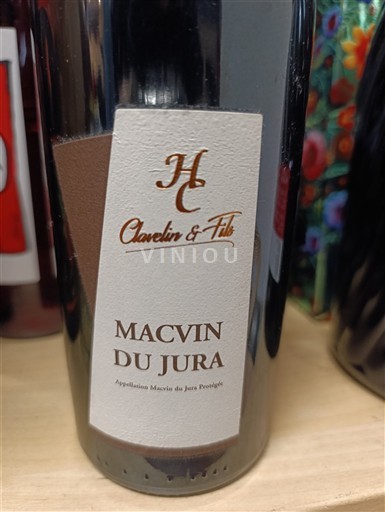 HC
Clavelin & Fils
VINIOU
MACVIN
DU JURA
Appellation Macvin du Jura Protégée